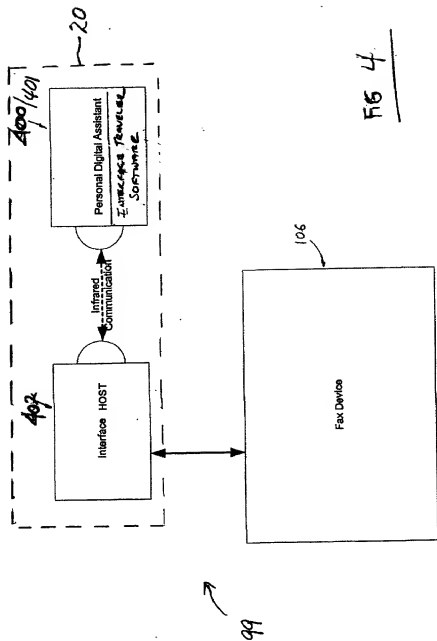 20
400/401
Personal Digital Assistant
INTERFACE TRAVELER
SOFTWARE
Infrared
Communication
402
Interface HOST
106
Fax Device
99
FIG 4